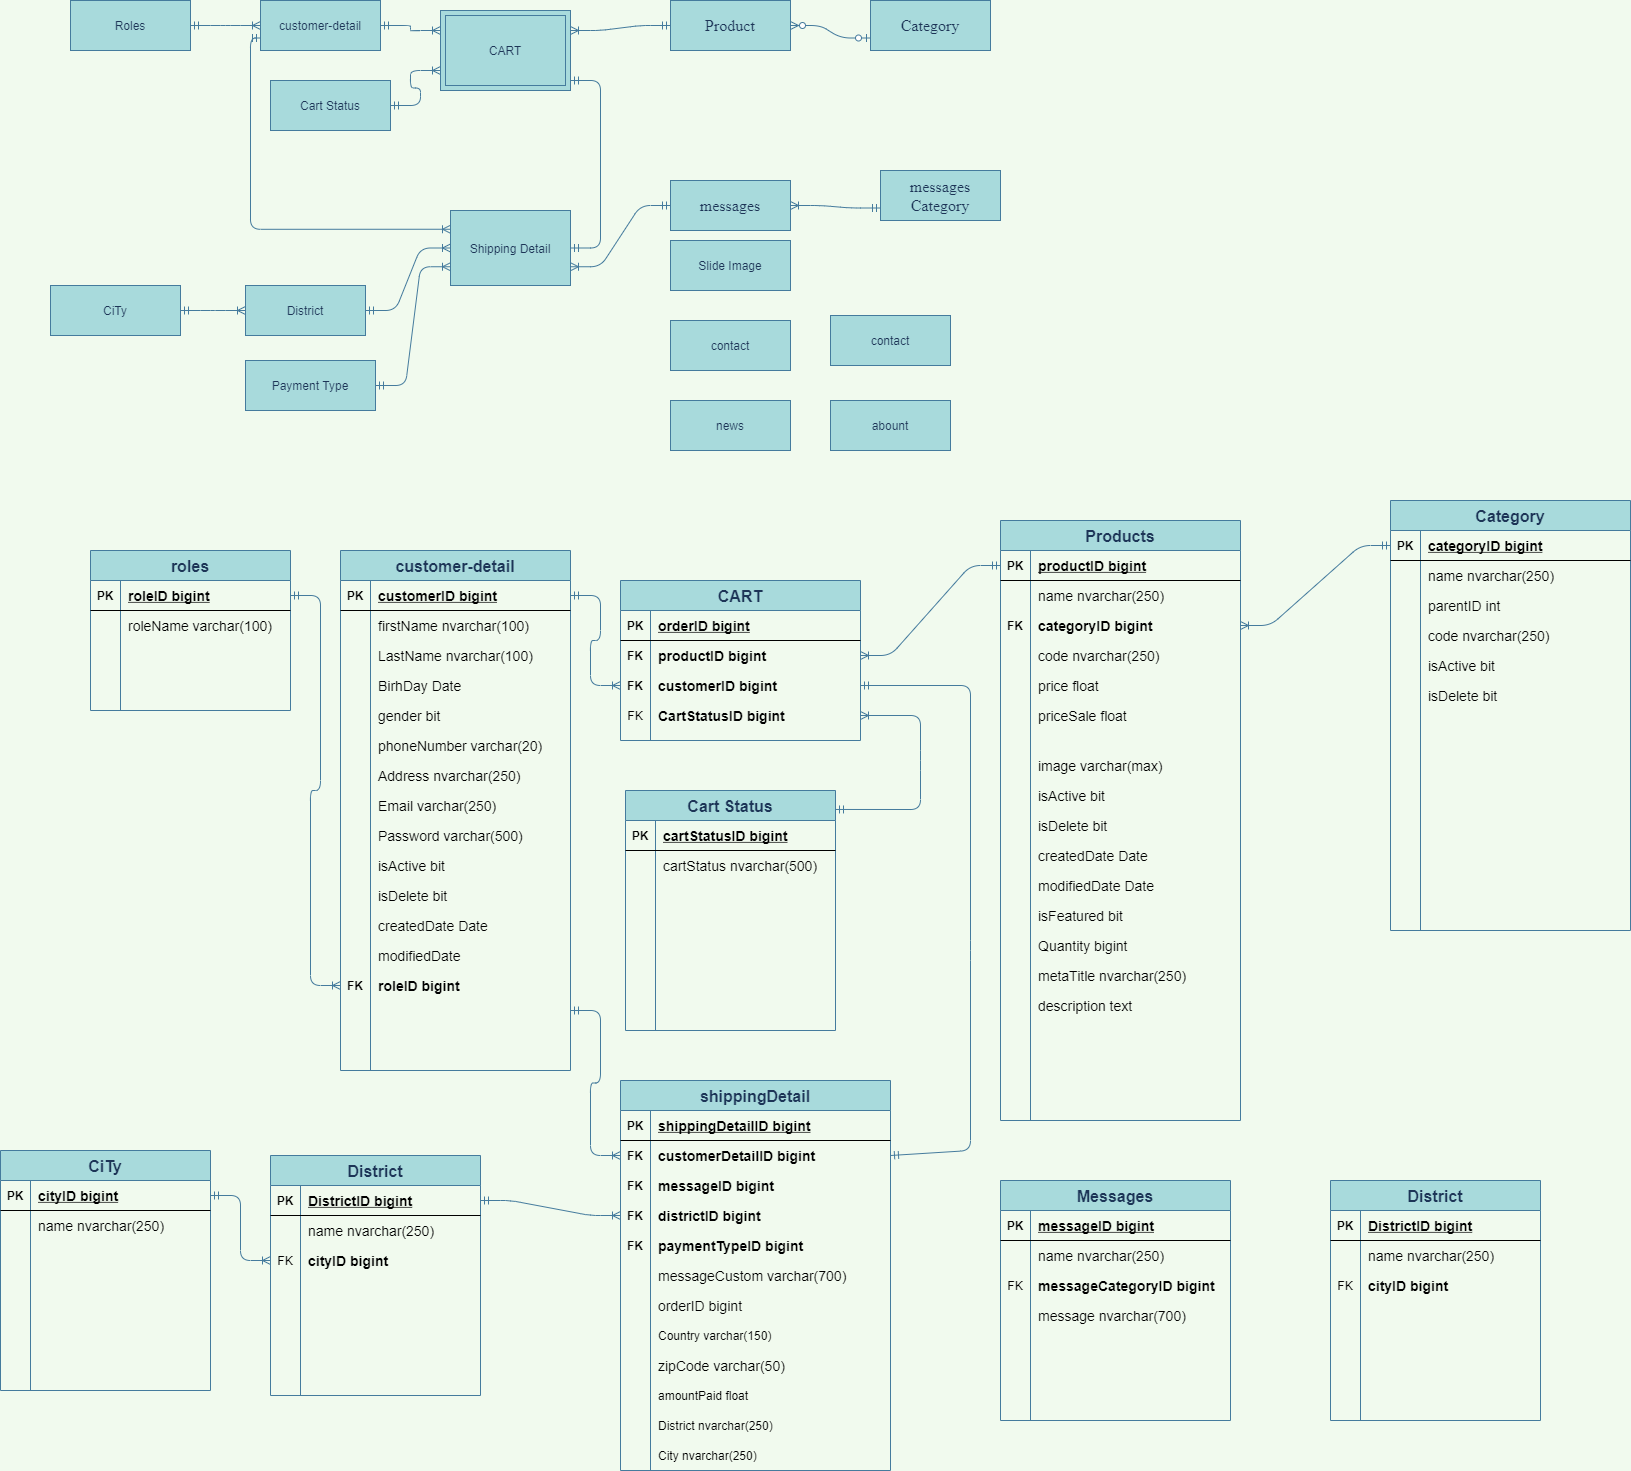 Roles
customer-detail
CART
Product
Category
Cart Status
messages
messages
Category
Shipping Detail
Slide Image
CiTy
District
contact
contact
Payment Type
news
abount
roles
PK roleID bigint
roleName varchar(100)
customer-detail
PK customerID bigint
firstName nvarchar(100)
LastName nvarchar(100)
BirhDay Date
gender bit
phoneNumber varchar(20)
Address nvarchar(250)
Email varchar(250)
Password varchar(500)
isActive bit
isDelete bit
createdDate Date
modifiedDate
FK roleID bigint
CART
PK orderID bigint
FK productID bigint
FK customerID bigint
FK CartStatusID bigint
Cart Status
PK cartStatusID bigint
cartStatus nvarchar(500)
Products
PK productID bigint
name nvarchar(250)
FK categoryID bigint
code nvarchar(250)
price float
priceSale float
image varchar(max)
isActive bit
isDelete bit
createdDate Date
modifiedDate Date
isFeatured bit
Quantity bigint
metaTitle nvarchar(250)
description text
Category
PK categoryID bigint
name nvarchar(250)
parentID int
code nvarchar(250)
isActive bit
isDelete bit
CiTy
PK cityID bigint
name nvarchar(250)
District
PK DistrictID bigint
name nvarchar(250)
FK cityID bigint
shippingDetail
PK shippingDetailID bigint
FK customerDetailID bigint
FK messageID bigint
FK districtID bigint
FK paymentTypeID bigint
messageCustom varchar(700)
orderID bigint
Country varchar(150)
zipCode varchar(50)
amountPaid float
District nvarchar(250)
City nvarchar(250)
Messages
PK messageID bigint
name nvarchar(250)
FK messageCategoryID bigint
message nvarchar(700)
District
PK DistrictID bigint
name nvarchar(250)
FK cityID bigint